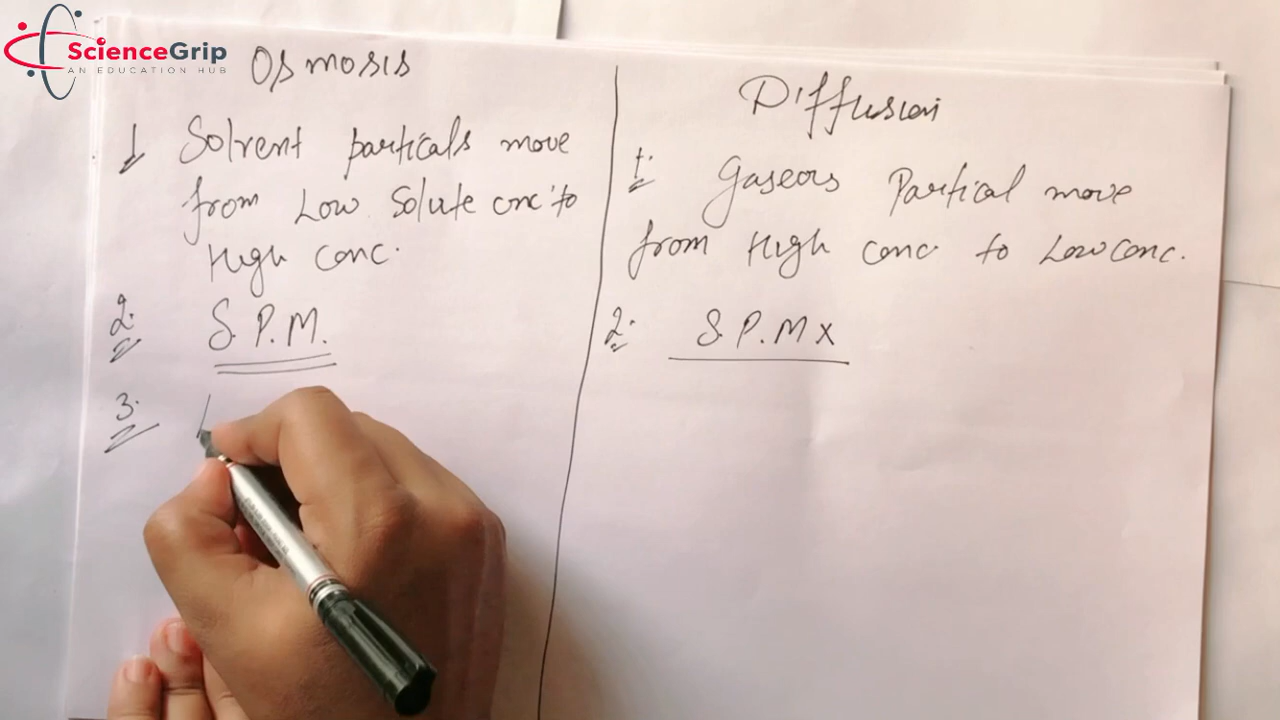 ScienceGrip
AN EDUCATION HUB
Osmosis
1 Solvent particals move
from Low Solute conc to
High conc.
2. S.P.M.
3.
Diffusion
1. Gaseous Partical move
from High conc to Low conc.
2. S.P.M x